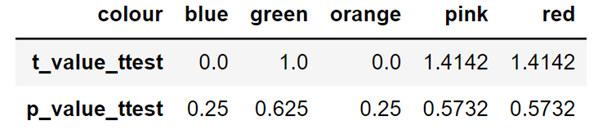 colour blue green orange pink red
t_value_ttest 0.0 1.0 0.0 1.4142 1.4142
p_value_ttest 0.25 0.625 0.25 0.5732 0.5732